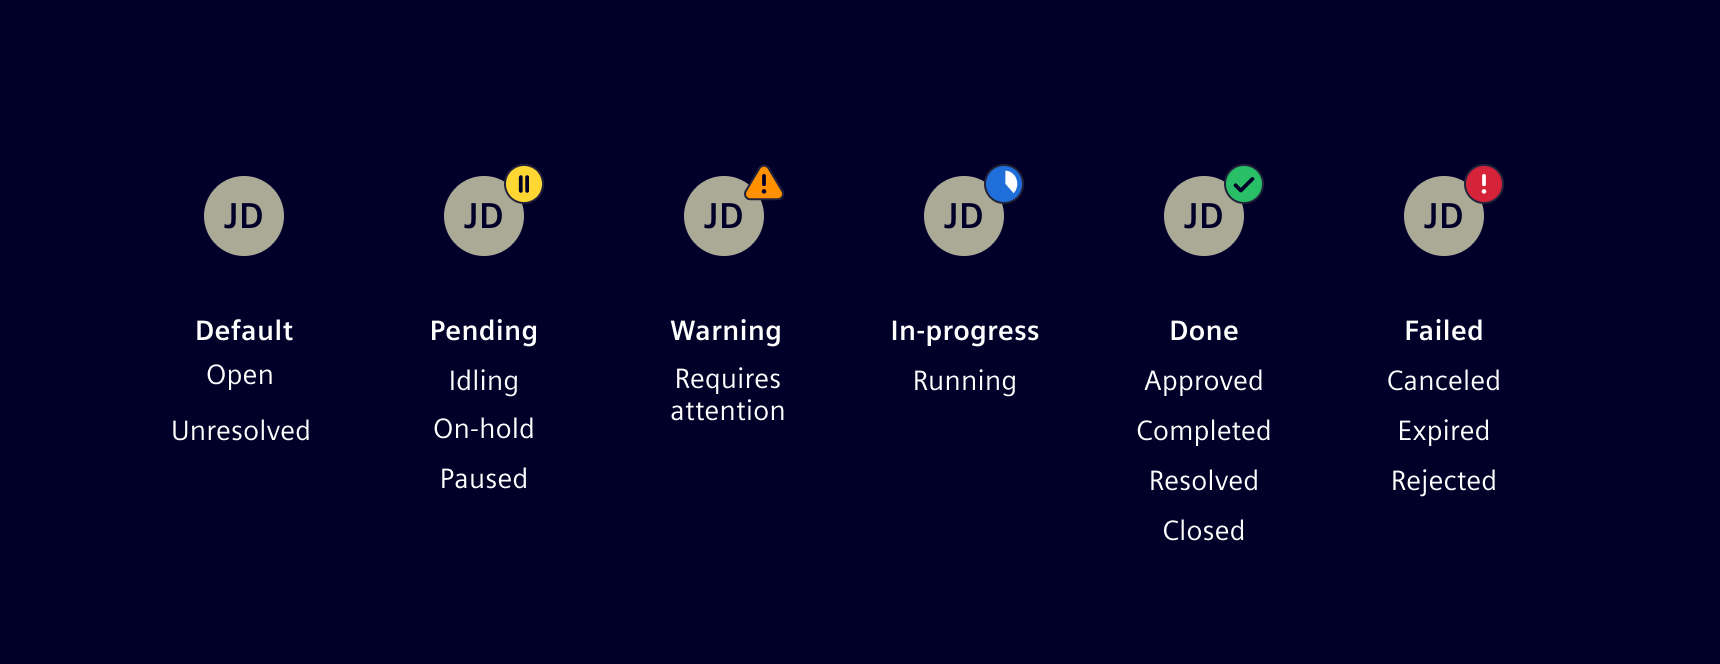 JD
JD
JD
JD
JD
JD
Default
Open
Unresolved
Pending
Idling
On-hold
Paused
Warning
Requires
attention
In-progress
Running
Done
Approved
Completed
Resolved
Closed
Failed
Canceled
Expired
Rejected